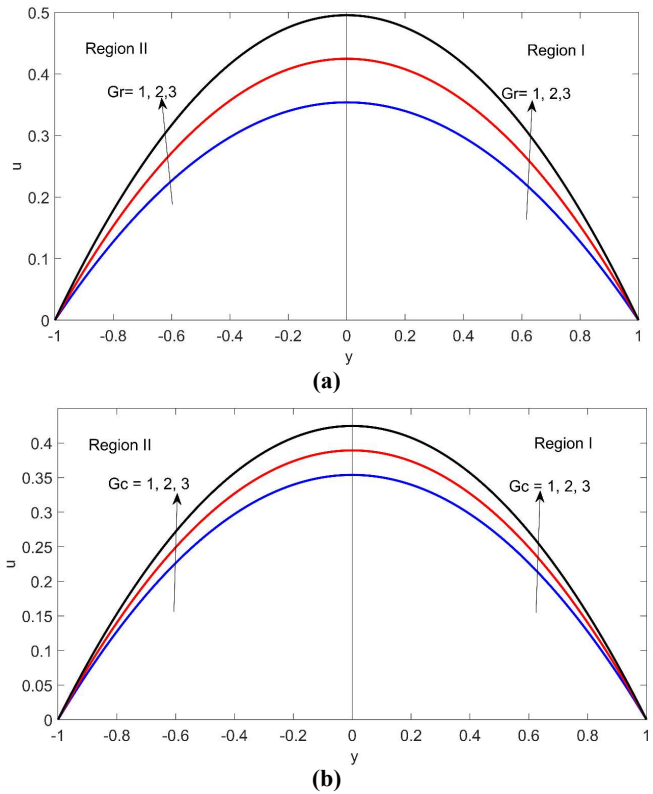 0.5
Region II
Region I
0.4
Gr= 1, 2,3
Gr= 1, 2,3
0.3
u
0.2
0.1
0
-1 -0.8 -0.6 -0.4 -0.2 0 0.2 0.4 0.6 0.8 1
y
(a)
Region II
Region I
0.4
0.35
Gc = 1, 2, 3
Gc = 1, 2, 3
0.3
0.25
u
0.2
0.15
0.1
0.05
0
-1 -0.8 -0.6 -0.4 -0.2 0 0.2 0.4 0.6 0.8 1
y
(b)